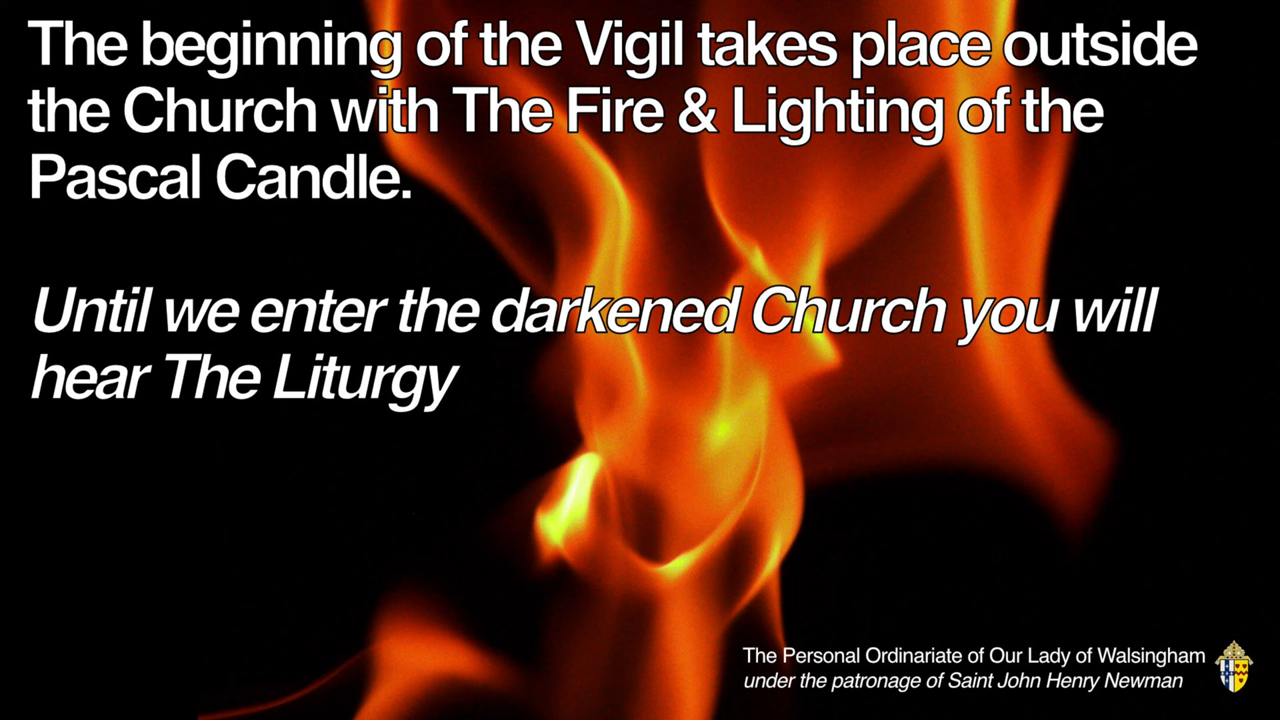 The beginning of the Vigil takes place outside
the Church with The Fire & Lighting of the
Pascal Candle.
Until we enter the darkened Church you will
hear The Liturgy
The Personal Ordinariate of Our Lady of Walsingham
under the patronage of Saint John Henry Newman